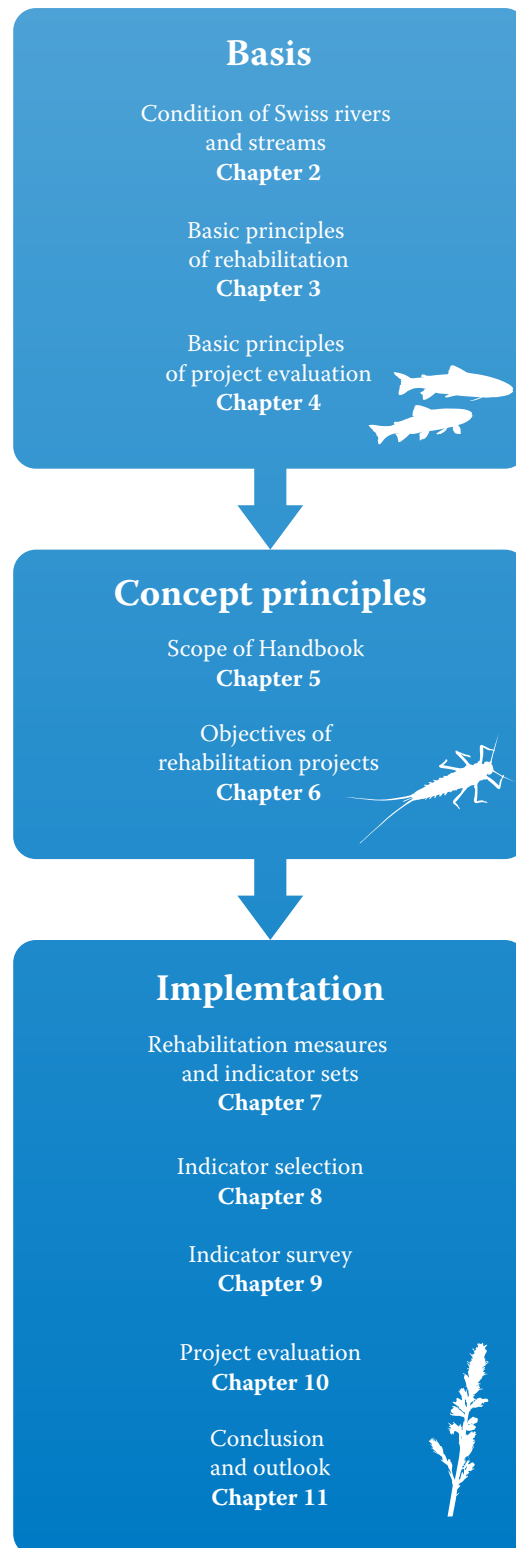 Basis
Condition of Swiss rivers
and streams
Chapter 2
Basic principles
of rehabilitation
Chapter 3
Basic principles
of project evaluation
Chapter 4
Concept principles
Scope of Handbook
Chapter 5
Objectives of
rehabilitation projects
Chapter 6
Implemtation
Rehabilitation mesaures
and indicator sets
Chapter 7
Indicator selection
Chapter 8
Indicator survey
Chapter 9
Project evaluation
Chapter 10
Conclusion
and outlook
Chapter 11